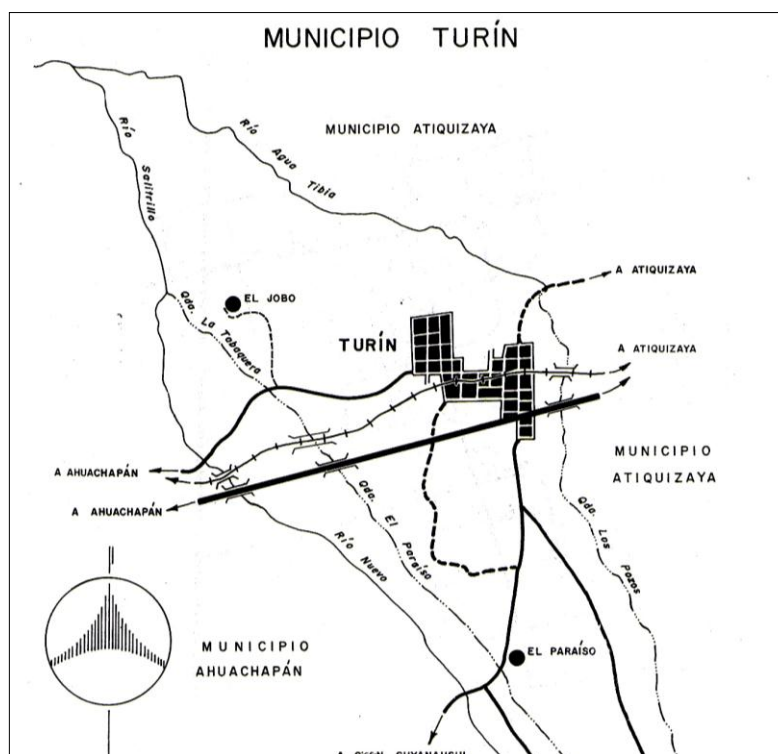 MUNICIPIO TURÍN
MUNICIPIO ATIQUIZAYA
Río Salitrillo
Río Agua Tibia
A ATIQUIZAYA
EL JOBO
Qda. La Tabaquera
TURÍN
A ATIQUIZAYA
MUNICIPIO
ATIQUIZAYA
A AHUACHAPÁN
A AHUACHAPÁN
Qda. El Paraíso
Río Nuevo
Qda. Los Pozos
MUNICIPIO
AHUACHAPÁN
EL PARAÍSO